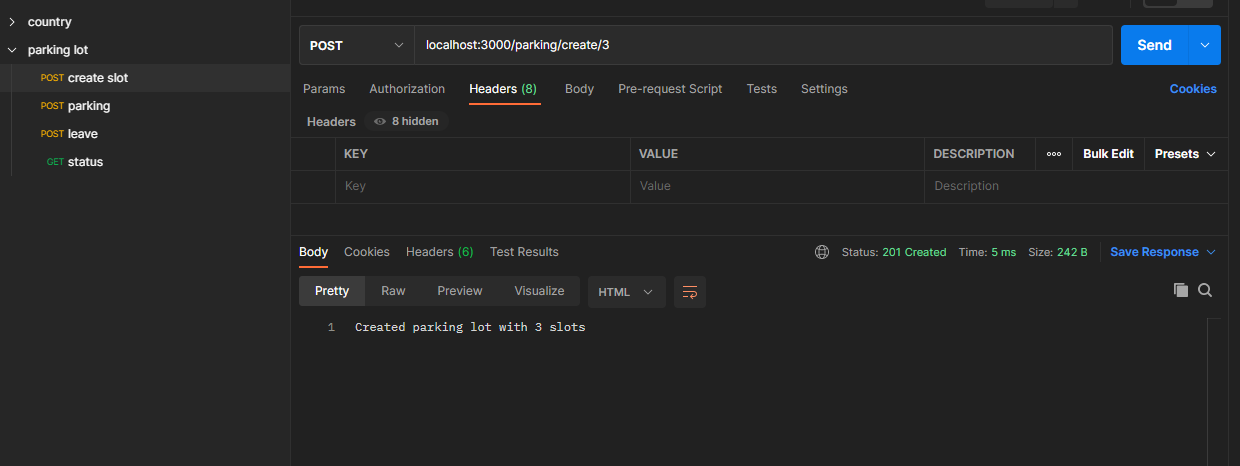 country
parking lot
POST create slot
POST parking
POST leave
GET status
POST localhost:3000/parking/create/3 Send
Params Authorization Headers (8) Body Pre-request Script Tests Settings Cookies
Headers 8 hidden
KEY VALUE DESCRIPTION Bulk Edit Presets
Key Value Description
Body Cookies Headers (6) Test Results Status: 201 Created Time: 5 ms Size: 242 B Save Response
Pretty Raw Preview Visualize HTML
1 Created parking lot with 3 slots